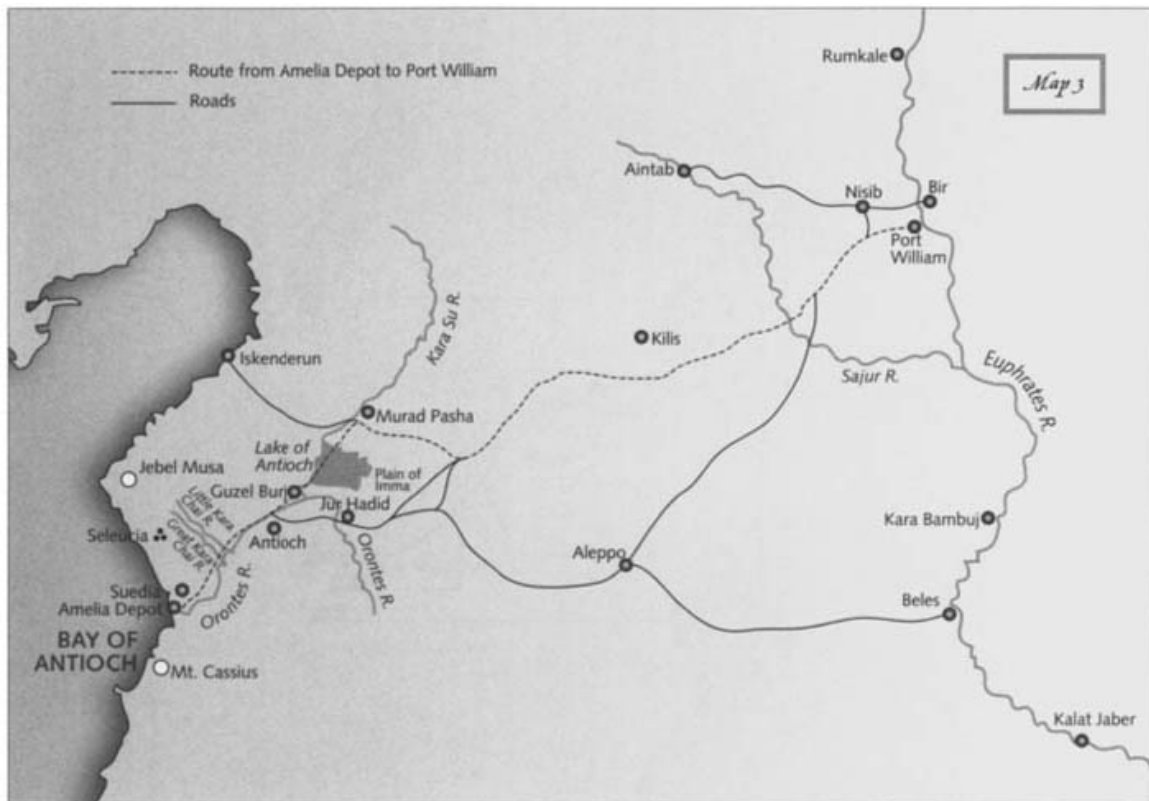 Map 3
Route from Amelia Depot to Port William
Roads
Rumkale
Aintab
Nisib
Bir
Port
William
Kara Su R.
Kilis
Iskenderun
Sajur R.
Euphrates R.
Murad Pasha
Lake of
Antioch
Jebel Musa
Plain of
Imma
Guzel Burj
Little Kara
Chai R.
Jur Hadid
Great Kara
Chai R.
Seleucia
Antioch
Kara Bambuj
Orontes R.
Aleppo
Suedia
Orontes R.
Amelia Depot
Beles
BAY OF
ANTIOCH
Mt. Cassius
Kalat Jaber